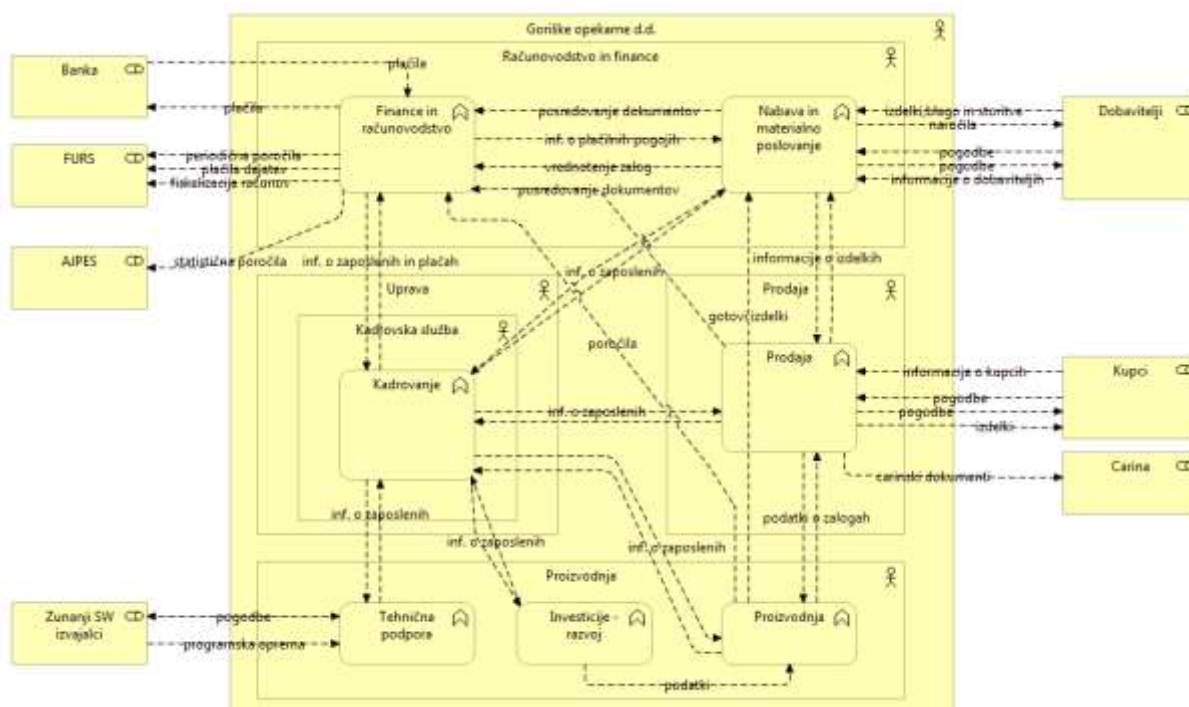 Goriške opekarne d.d.
Računovodstvo in finance
Banka
plačila
plačila
Finance in
računovodstvo
posredovanje dokumentov
inf. o plačilnih pogojih
vrednotenje zalog
posredovanje dokumentov
Nabava in
materialno
poslovanje
izdelki, blago in storitve
naročila
pogodbe
pogodbe
informacije o dobaviteljih
Dobavitelji
FURS
periodična poročila
plačila dajatev
fiskalizacija računov
AJPES
statistična poročila
inf. o zaposlenih in plačah
inf. o zaposlenih
informacije o izdelkih
Uprava
Prodaja
Kadrovska služba
gotovi izdelki
poročila
Kadrovanje
inf. o zaposlenih
Prodaja
informacije o kupcih
pogodbe
pogodbe
izdelki
Kupci
carinski dokumenti
Carina
inf. o zaposlenih
inf. o zaposlenih
inf. o zaposlenih
podatki o zalogah
Proizvodnja
Zunanji SW
izvajalci
pogodbe
programska oprema
Tehnična
podpora
Investicije -
razvoj
Proizvodnja
podatki